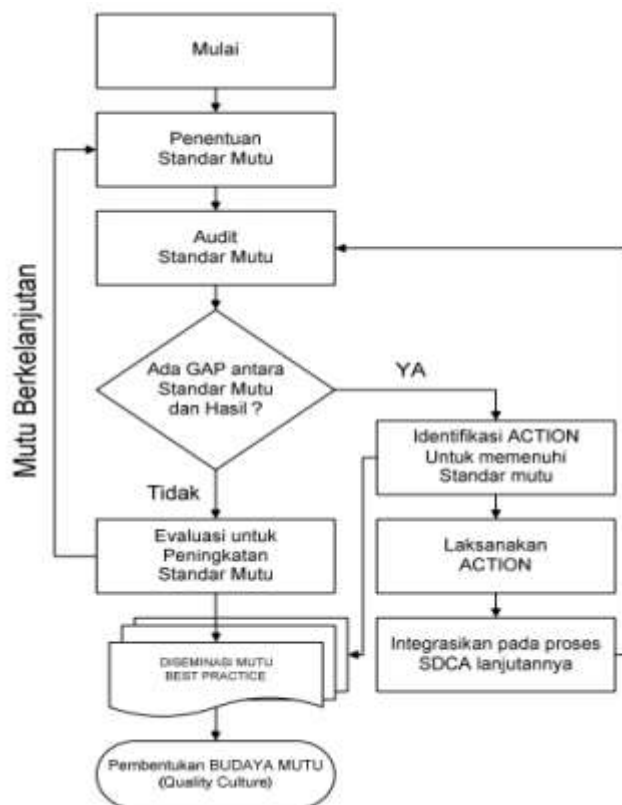 Mulai
Penentuan
Standar Mutu
Audit
Standar Mutu
Mutu Berkelanjutan
Ada GAP antara
Standar Mutu
dan Hasil ?
YA
Identifikasi ACTION
Untuk memenuhi
Standar mutu
Tidak
Evaluasi untuk
Peningkatan
Standar Mutu
Laksanakan
ACTION
Integrasikan pada proses
SDCA lanjutannya
DISEMINASI MUTU
BEST PRACTICE
Pembentukan BUDAYA MUTU
(Quality Culture)